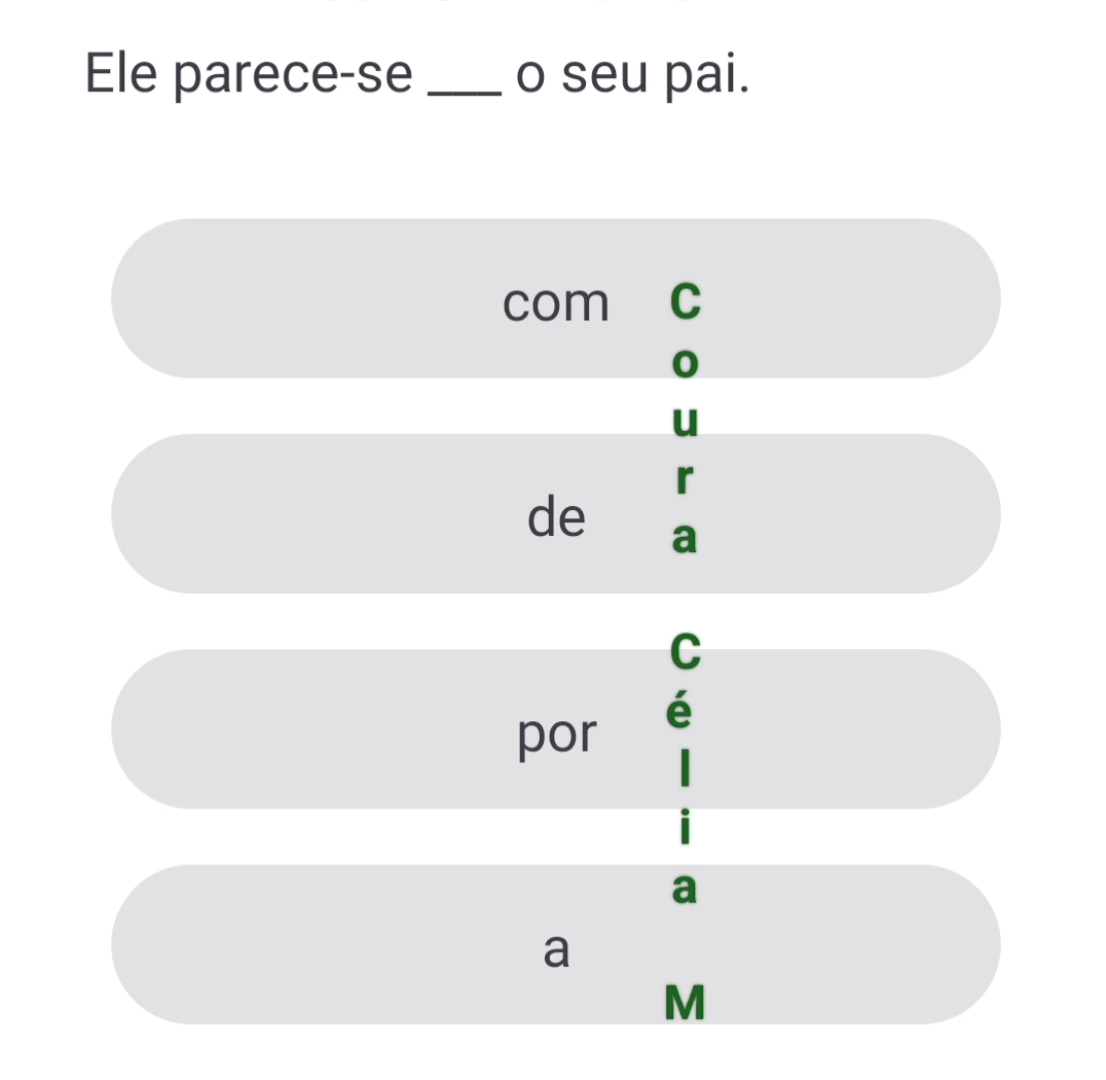 Ele parece-se ___ o seu pai.
com
de
por
a
Coura Célia M